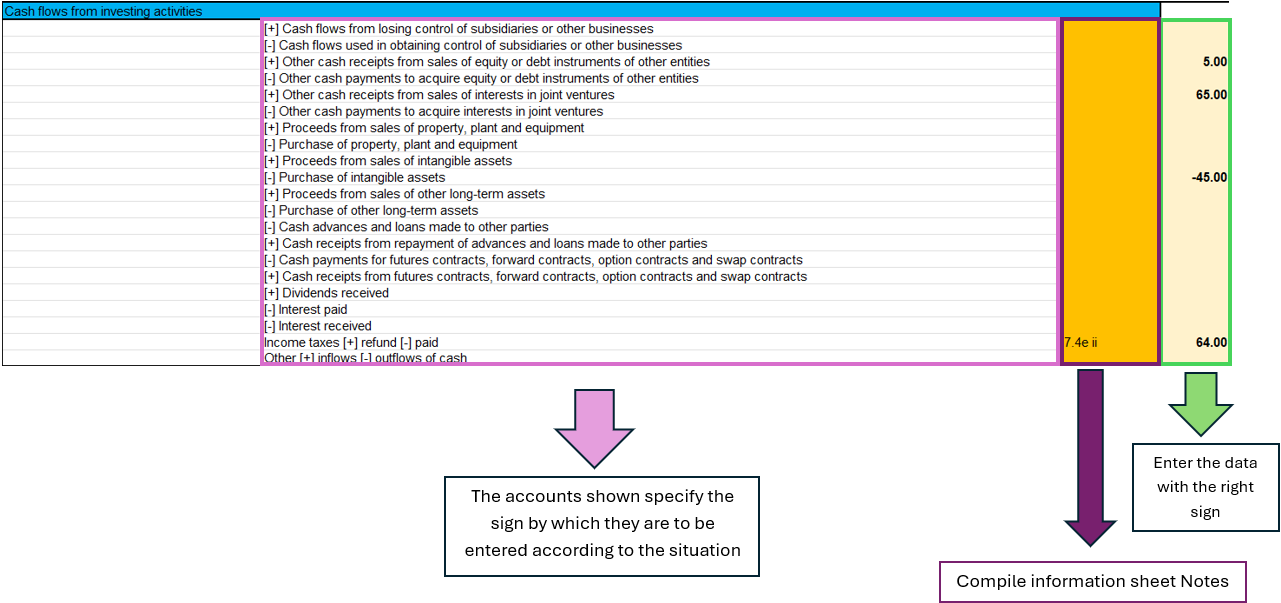 Cash flows from investing activities
[+] Cash flows from losing control of subsidiaries or other businesses
[-] Cash flows used in obtaining control of subsidiaries or other businesses
[+] Other cash receipts from sales of equity or debt instruments of other entities 5.00
[-] Other cash payments to acquire equity or debt instruments of other entities
[+] Other cash receipts from sales of interests in joint ventures 65.00
[-] Other cash payments to acquire interests in joint ventures
[+] Proceeds from sales of property, plant and equipment
[-] Purchase of property, plant and equipment
[+] Proceeds from sales of intangible assets
[-] Purchase of intangible assets -45.00
[+] Proceeds from sales of other long-term assets
[-] Purchase of other long-term assets
[-] Cash advances and loans made to other parties
[+] Cash receipts from repayment of advances and loans made to other parties
[-] Cash payments for futures contracts, forward contracts, option contracts and swap contracts
[+] Cash receipts from futures contracts, forward contracts, option contracts and swap contracts
[+] Dividends received
[-] Interest paid
[-] Interest received
Income taxes [+] refund [-] paid 7.4e ii 64.00
Other [+] inflows [-] outflows of cash
The accounts shown specify the
sign by which they are to be
entered according to the situation
Enter the data
with the right
sign
Compile information sheet Notes